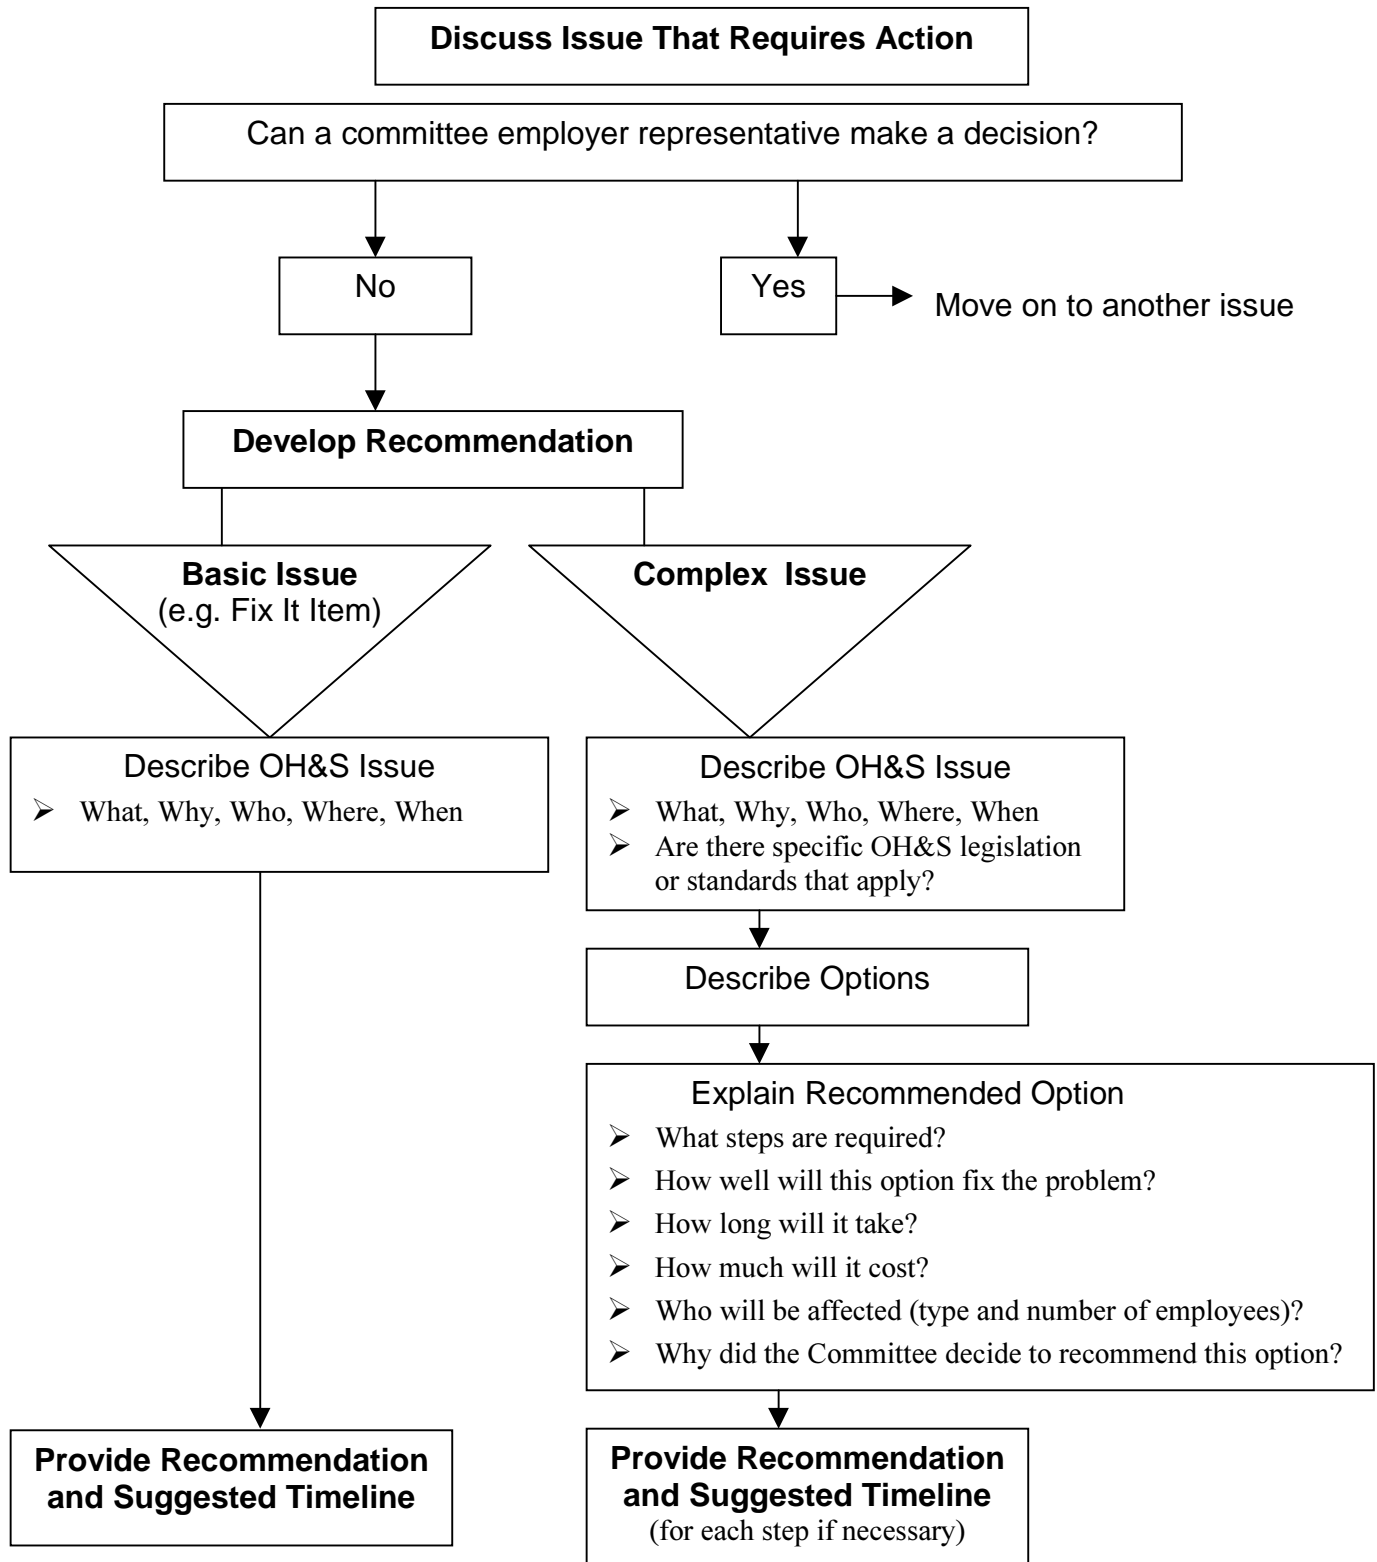 Discuss Issue That Requires Action
Can a committee employer representative make a decision?
No
Yes
Move on to another issue
Develop Recommendation
Basic Issue
(e.g. Fix It Item)
Complex Issue
Describe OH&S Issue
➢ What, Why, Who, Where, When
Describe OH&S Issue
➢ What, Why, Who, Where, When
➢ Are there specific OH&S legislation
or standards that apply?
Describe Options
Explain Recommended Option
➢ What steps are required?
➢ How well will this option fix the problem?
➢ How long will it take?
➢ How much will it cost?
➢ Who will be affected (type and number of employees)?
➢ Why did the Committee decide to recommend this option?
Provide Recommendation
and Suggested Timeline
Provide Recommendation
and Suggested Timeline
(for each step if necessary)